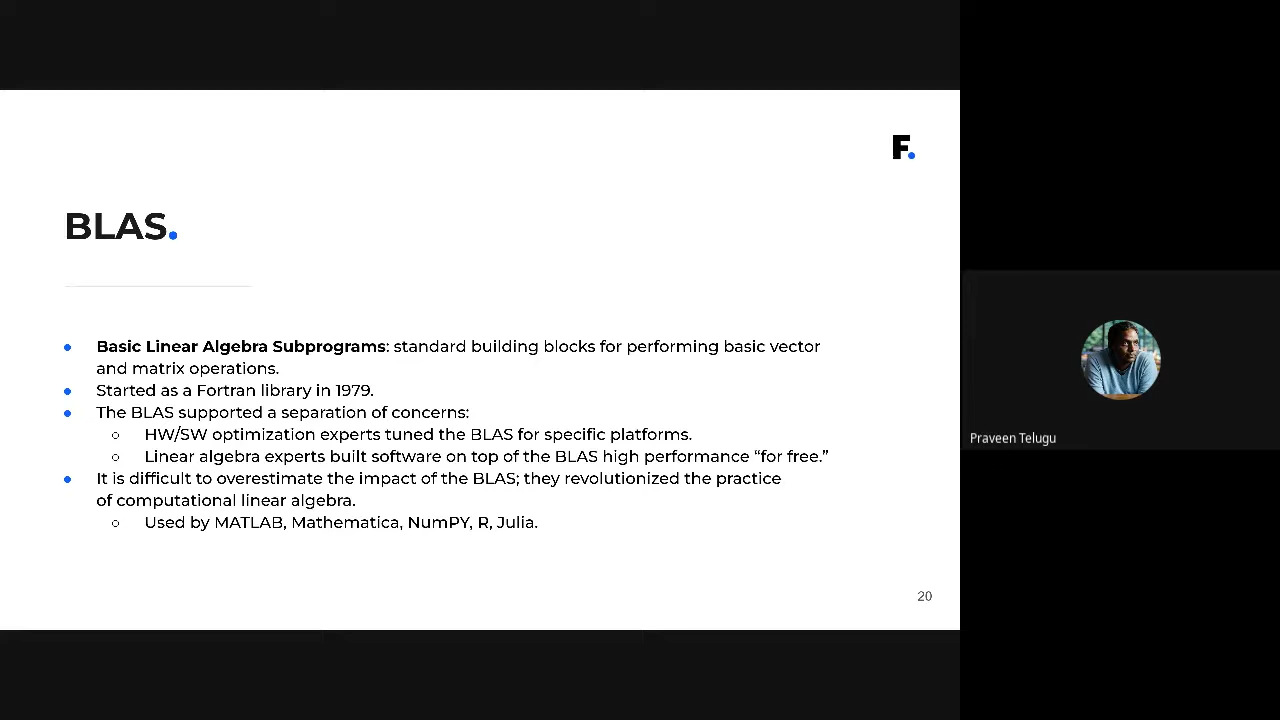 F.
BLAS.
● Basic Linear Algebra Subprograms: standard building blocks for performing basic vector
and matrix operations.
● Started as a Fortran library in 1979.
● The BLAS supported a separation of concerns:
○ HW/SW optimization experts tuned the BLAS for specific platforms.
○ Linear algebra experts built software on top of the BLAS high performance “for free.”
● It is difficult to overestimate the impact of the BLAS; they revolutionized the practice
of computational linear algebra.
○ Used by MATLAB, Mathematica, NumPY, R, Julia.
20
Praveen Telugu